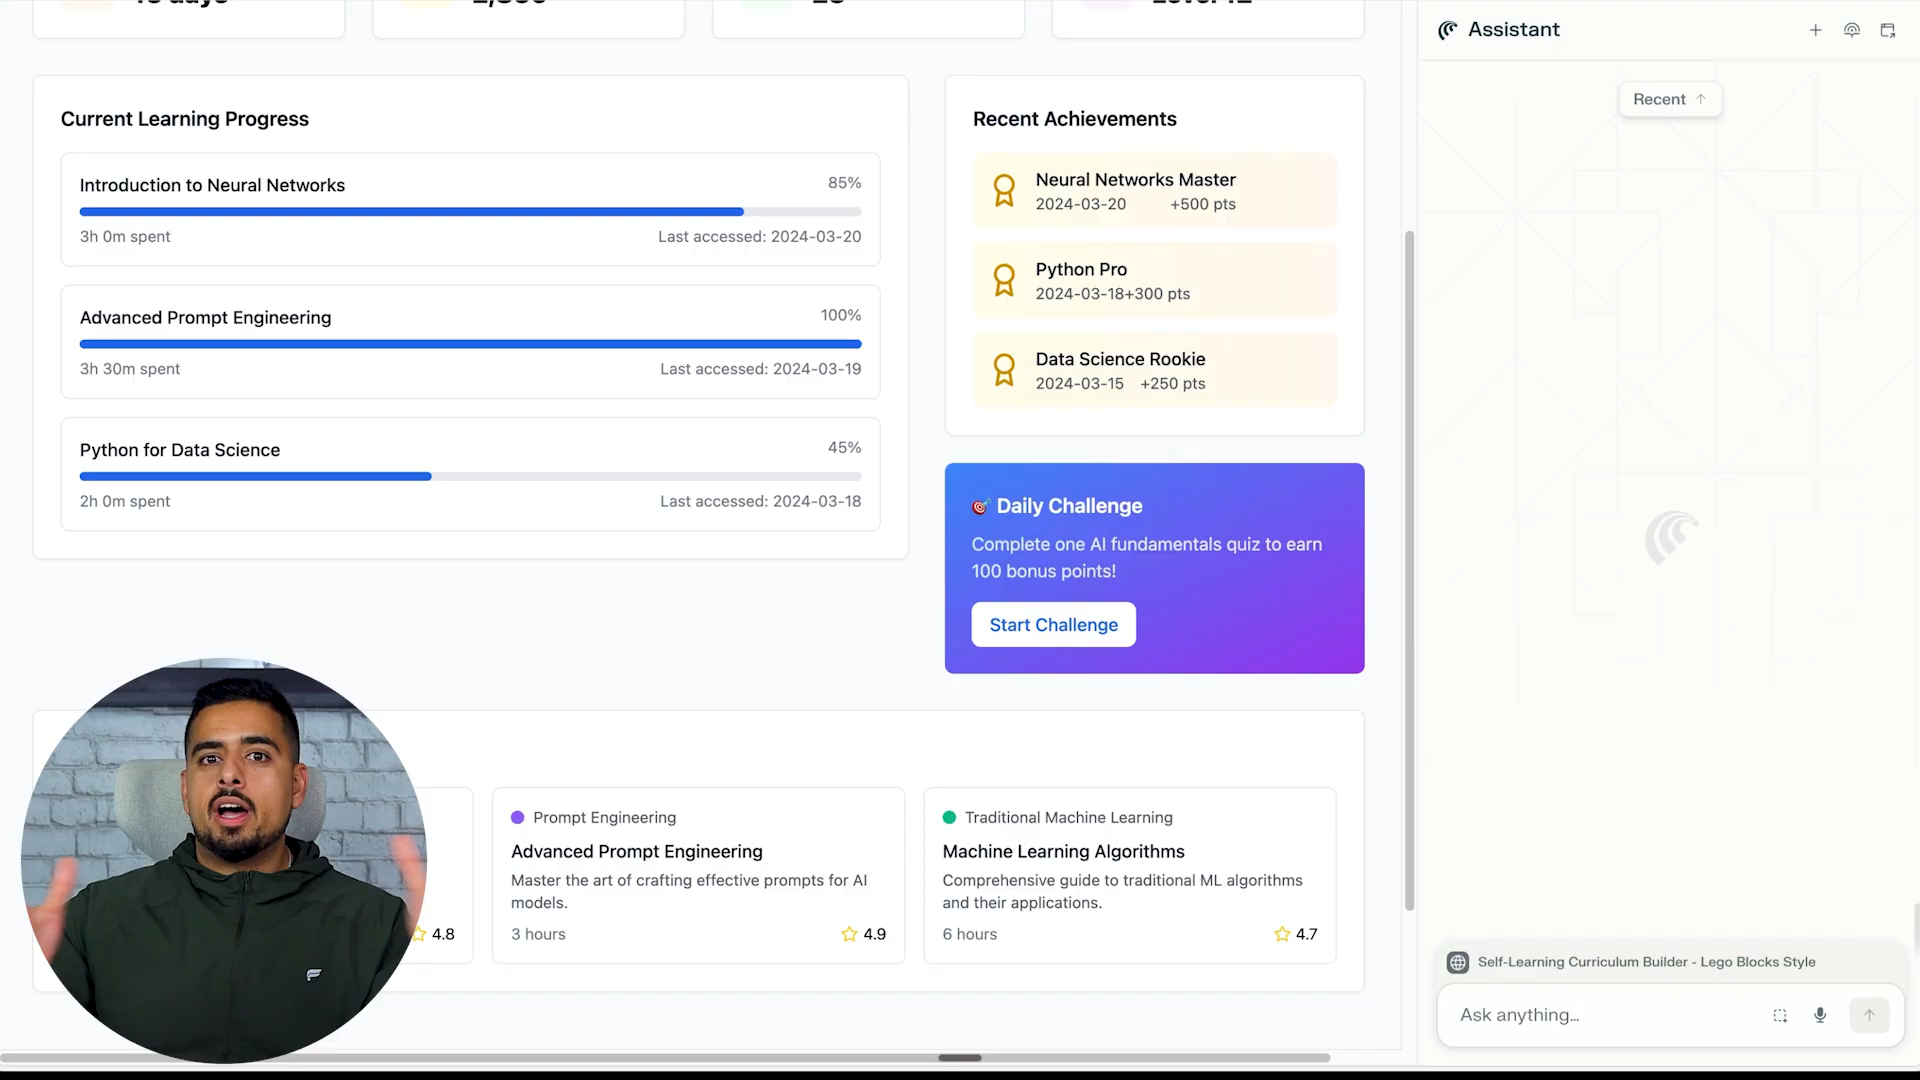 Assistant
Recent
Current Learning Progress
Introduction to Neural Networks
85%
3h 0m spent
Last accessed: 2024-03-20
Advanced Prompt Engineering
100%
3h 30m spent
Last accessed: 2024-03-19
Python for Data Science
45%
2h 0m spent
Last accessed: 2024-03-18
Recent Achievements
Neural Networks Master
2024-03-20 +500 pts
Python Pro
2024-03-18+300 pts
Data Science Rookie
2024-03-15 +250 pts
Daily Challenge
Complete one AI fundamentals quiz to earn
100 bonus points!
Start Challenge
4.8
Prompt Engineering
Advanced Prompt Engineering
Master the art of crafting effective prompts for AI
models.
3 hours
4.9
Traditional Machine Learning
Machine Learning Algorithms
Comprehensive guide to traditional ML algorithms
and their applications.
6 hours
4.7
Self-Learning Curriculum Builder - Lego Blocks Style
Ask anything...